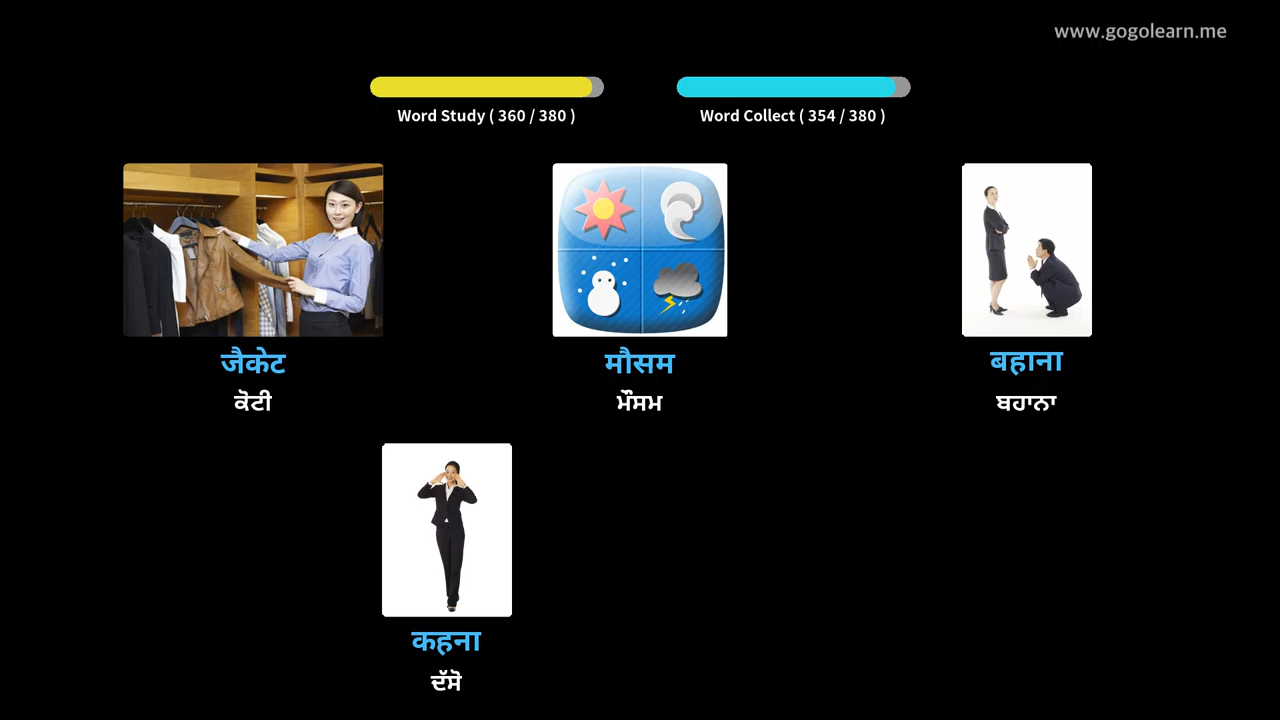 www.gogolearn.me
Word Study ( 360 / 380 )
Word Collect ( 354 / 380 )
जैकेट
ਕੋਟੀ
मौसम
ਮੌਸਮ
बहाना
ਬਹਾਨਾ
कहना
ਦੱਸੋ